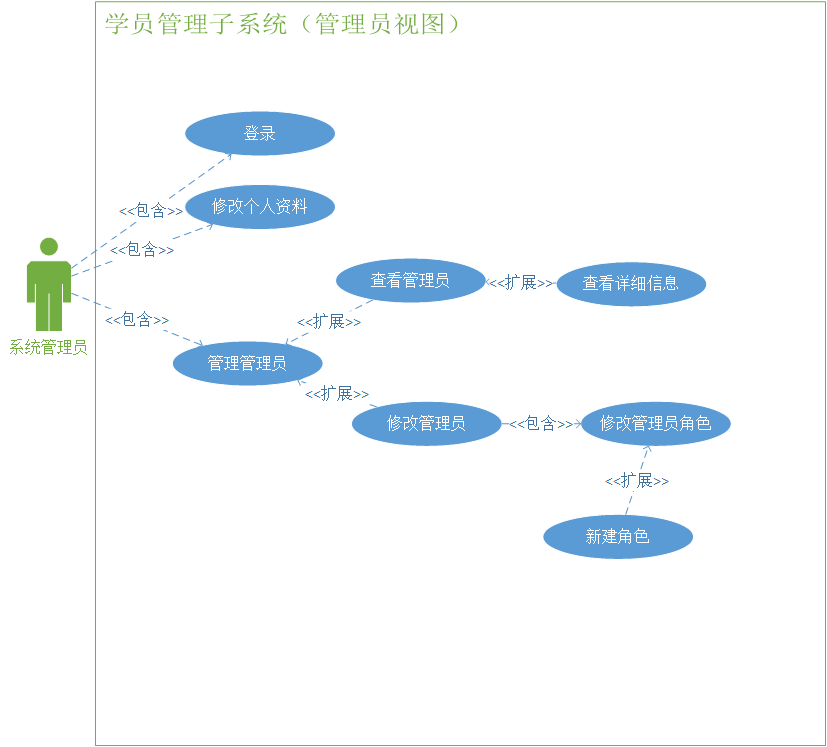 学员管理子系统（管理员视图）
登录
<<包含>>
修改个人资料
<<包含>>
查看管理员
<<扩展>>
查看详细信息
<<包含>>
<<扩展>>
系统管理员
管理管理员
<<扩展>>
修改管理员
<<包含>>
修改管理员角色
<<扩展>>
新建角色